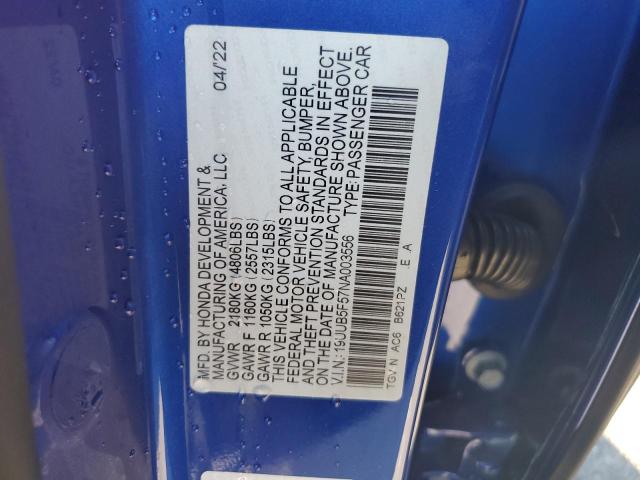 MFD. BY HONDA DEVELOPMENT & 04/'22
MANUFACTURING OF AMERICA, LLC
GVWR 2180KG(4806LBS)
GAWR F 1160KG(2557LBS)
GAWR R 1050KG(2315LBS)
THIS VEHICLE CONFORMS TO ALL APPLICABLE
FEDERAL MOTOR VEHICLE SAFETY, BUMPER,
AND THEFT PREVENTION STANDARDS IN EFFECT
ON THE DATE OF MANUFACTURE SHOWN ABOVE.
V.I.N.:19UUB5F57NA003556 TYPE:PASSENGER CAR
TGV N AC6 B621PZ .E A